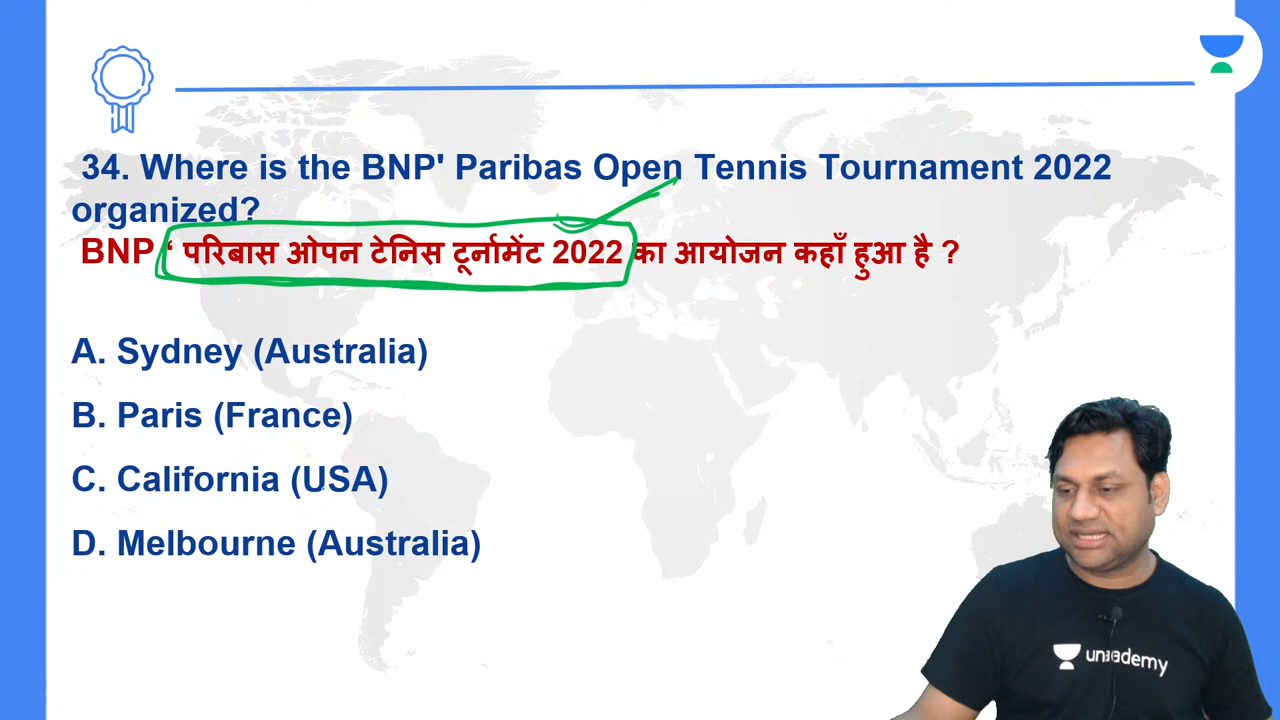 34. Where is the BNP' Paribas Open Tennis Tournament 2022
organized?
BNP ‘ परिबास ओपन टेनिस टूर्नामेंट 2022 का आयोजन कहाँ हुआ है ?
A. Sydney (Australia)
B. Paris (France)
C. California (USA)
D. Melbourne (Australia)
unacademy